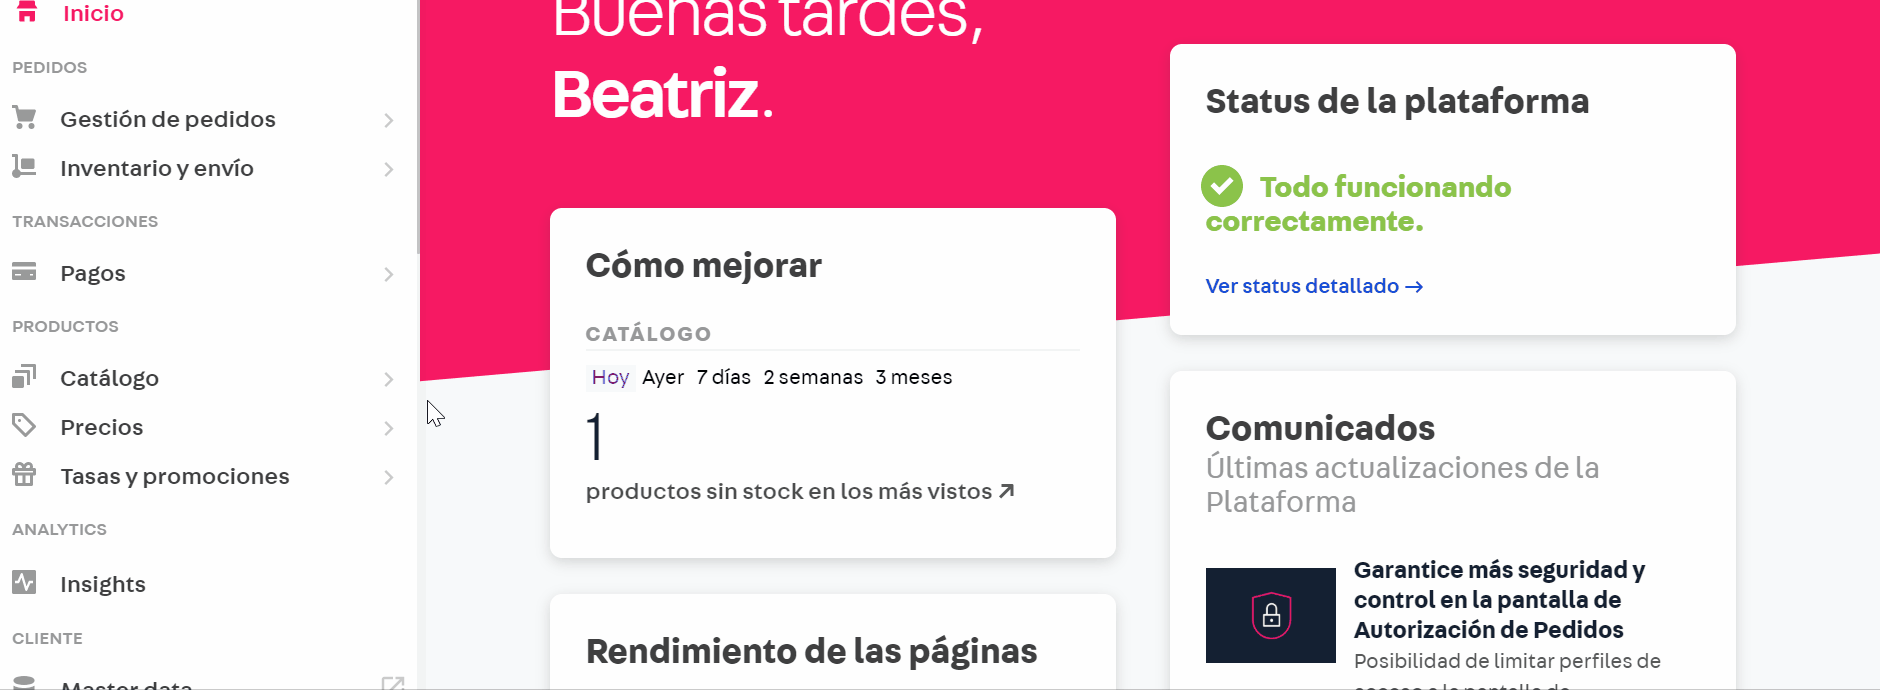 Inicio
PEDIDOS
Gestión de pedidos
Inventario y envío
TRANSACCIONES
Pagos
PRODUCTOS
Catálogo
Precios
Tasas y promociones
ANALYTICS
Insights
CLIENTE
Master data
Buenas tardes,
Beatriz.
Cómo mejorar
CATÁLOGO
Hoy Ayer 7 días 2 semanas 3 meses
1
productos sin stock en los más vistos
Rendimiento de las páginas
Status de la plataforma
Todo funcionando
correctamente.
Ver status detallado →
Comunicados
Últimas actualizaciones de la
Plataforma
Garantice más seguridad y
control en la pantalla de
Autorización de Pedidos
Posibilidad de limitar perfiles de